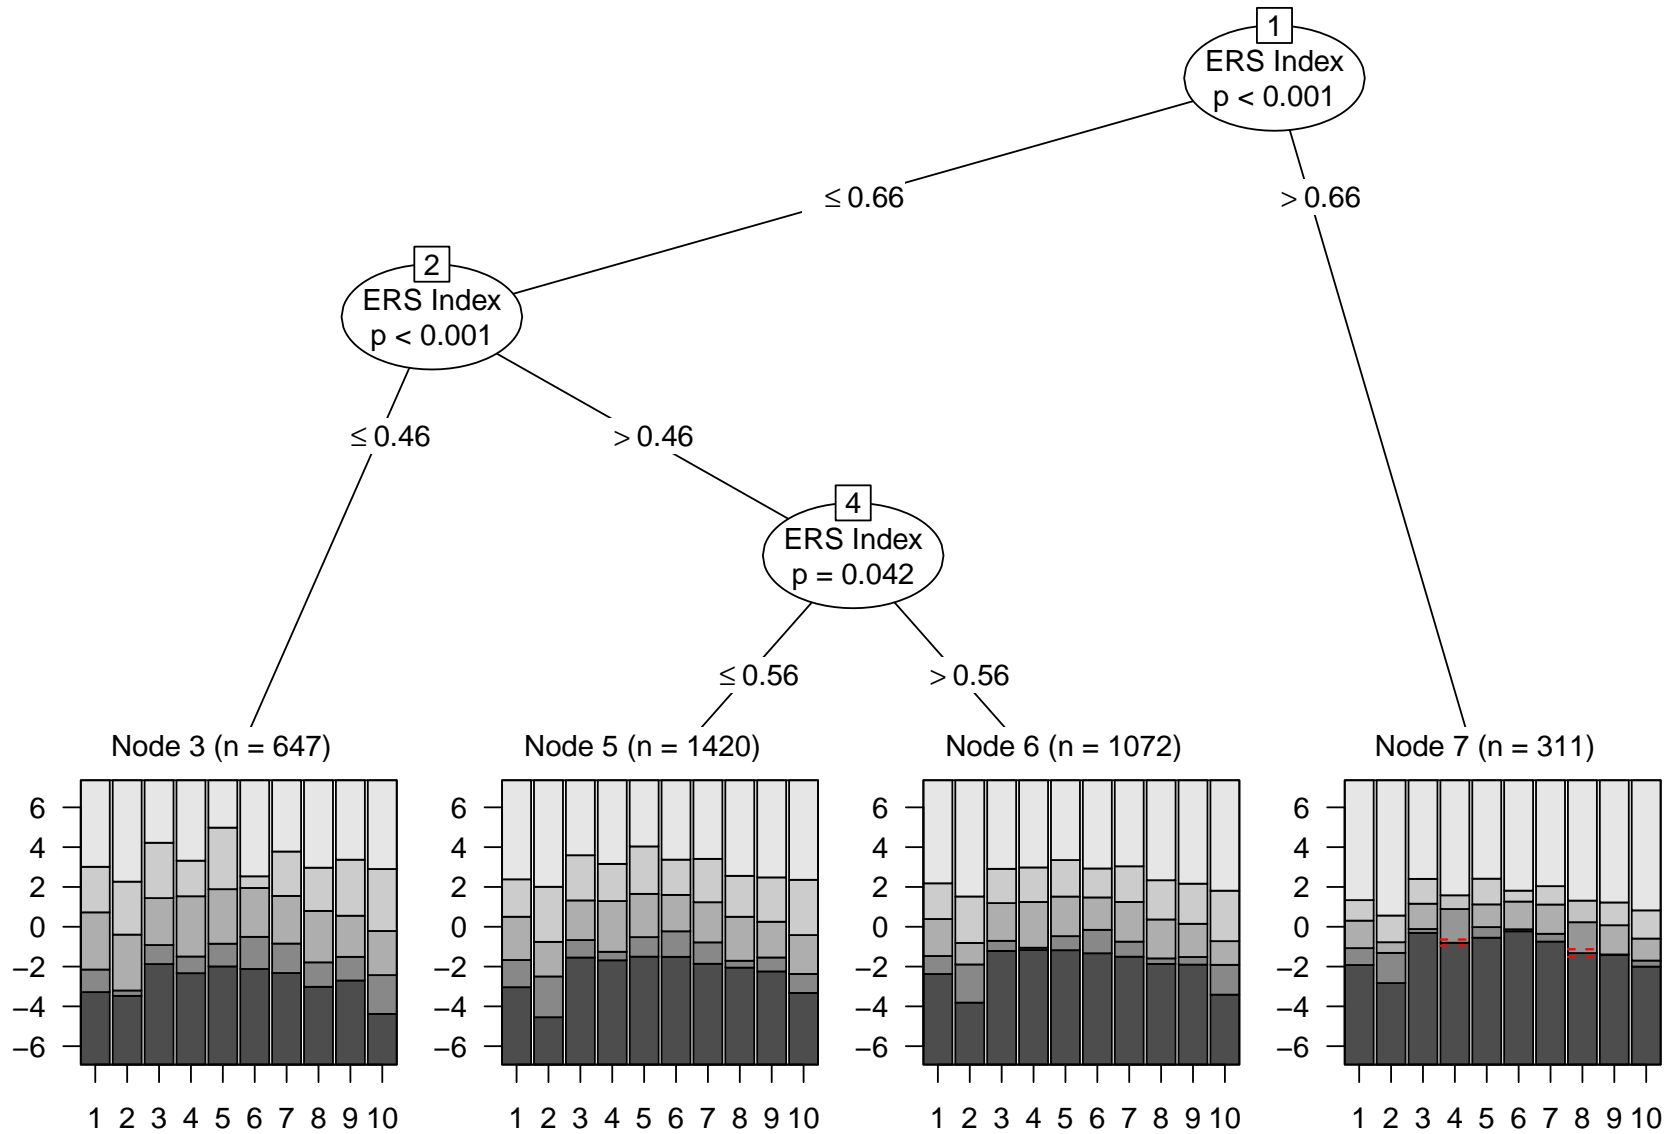 1
ERS Index
p < 0.001
≤ 0.66
> 0.66
2
ERS Index
p < 0.001
≤ 0.46
> 0.46
4
ERS Index
p = 0.042
≤ 0.56
> 0.56
Node 3 (n = 647)
6
4
2
0
−2
−4
−6
1 2 3 4 5 6 7 8 9 10
Node 5 (n = 1420)
6
4
2
0
−2
−4
−6
1 2 3 4 5 6 7 8 9 10
Node 6 (n = 1072)
6
4
2
0
−2
−4
−6
1 2 3 4 5 6 7 8 9 10
Node 7 (n = 311)
6
4
2
0
−2
−4
−6
1 2 3 4 5 6 7 8 9 10